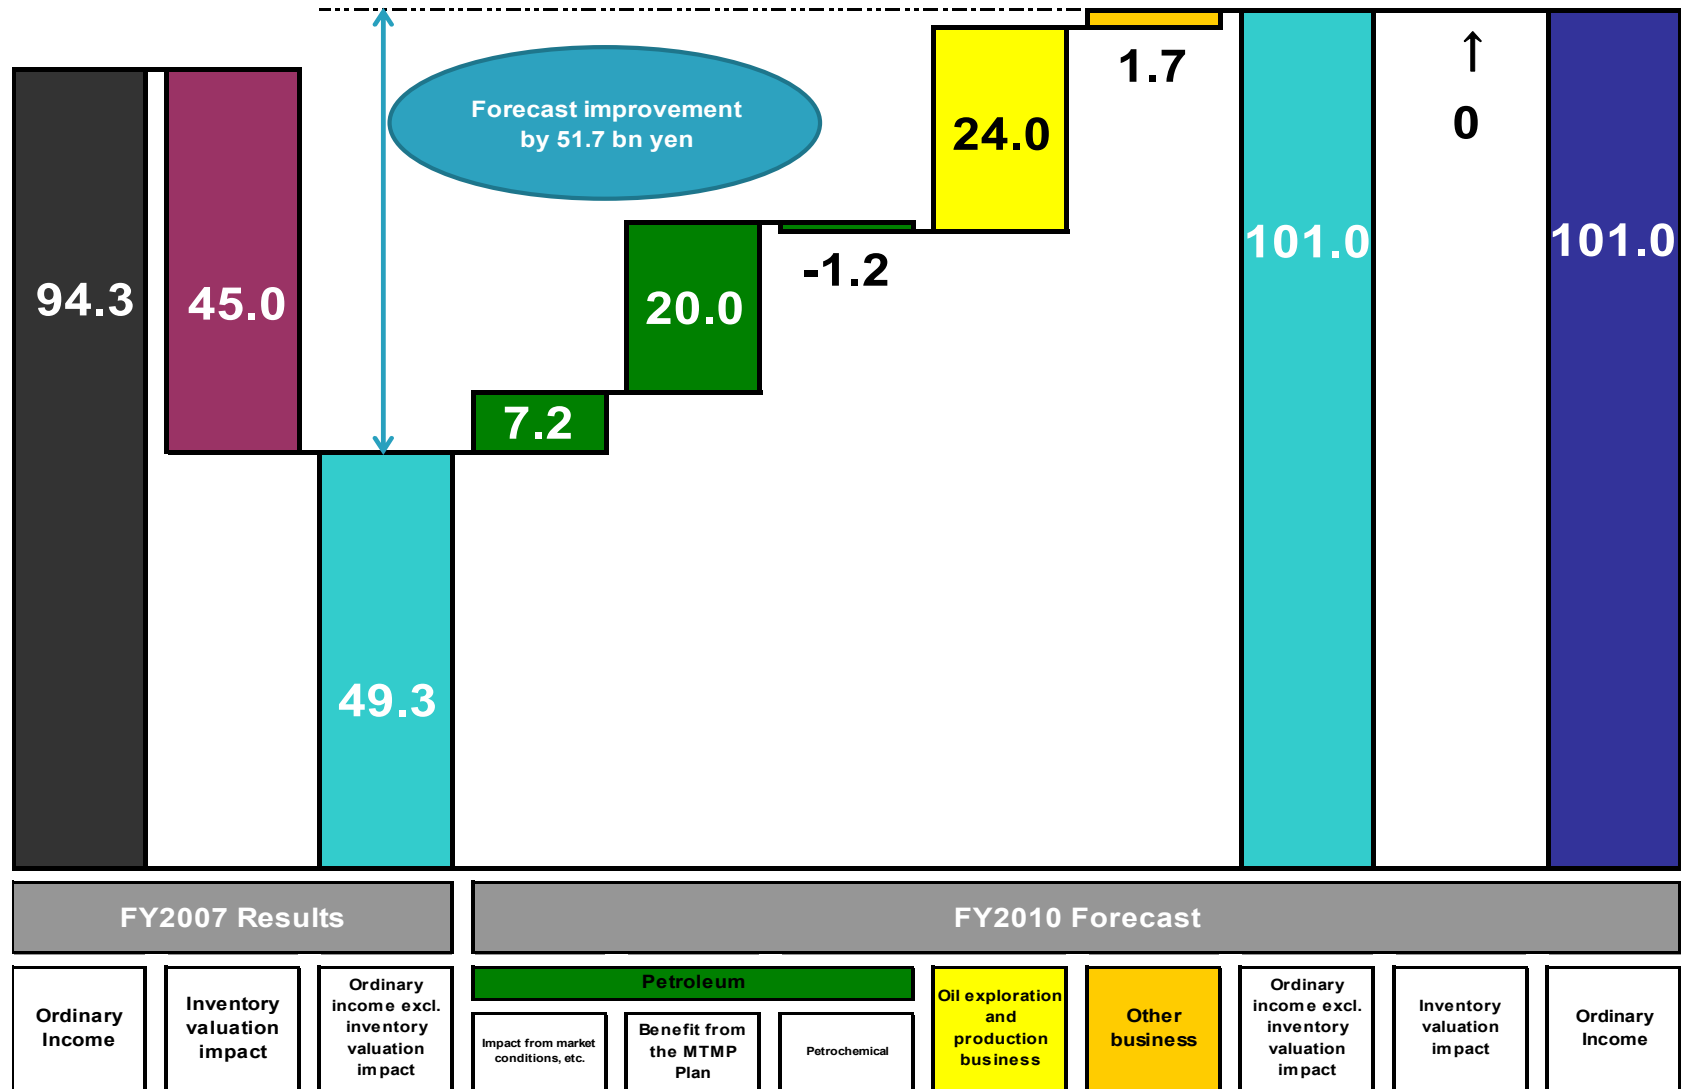 Forecast improvement
by 51.7 bn yen
94.3
45.0
49.3
7.2
20.0
-1.2
24.0
1.7
101.0
↑
0
101.0
FY2007 Results
FY2010 Forecast
Ordinary
Income
Inventory
valuation
impact
Ordinary
income excl.
inventory
valuation
impact
Petroleum
Impact from market
conditions, etc.
Benefit from
the MTMP
Plan
Petrochemical
Oil exploration
and
production
business
Other
business
Ordinary
income excl.
inventory
valuation
impact
Inventory
valuation
impact
Ordinary
Income